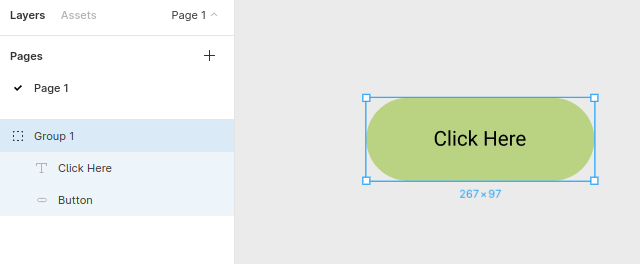 Layers Assets Page 1
Pages
Page 1
Group 1
Click Here
Button
Click Here
267 × 97